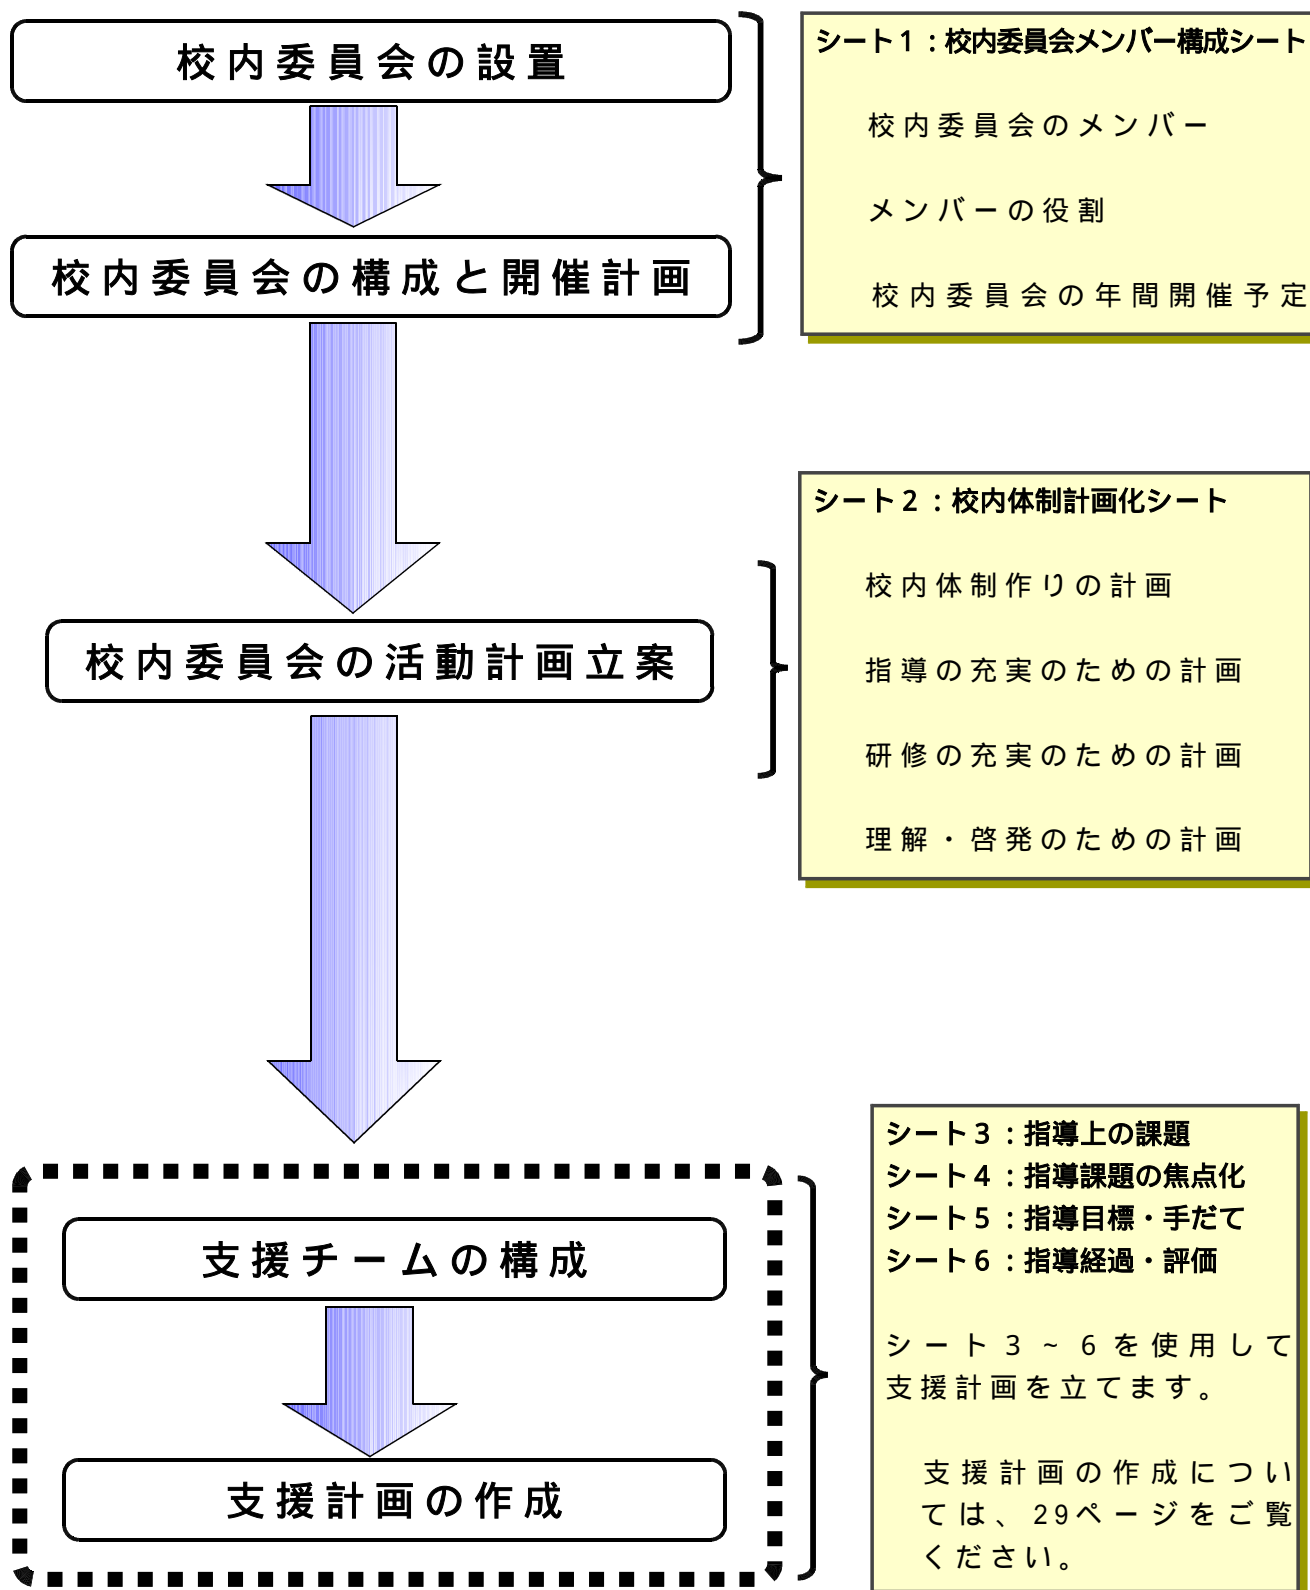 校内委員会の設置
校内委員会の構成と開催計画
シート1：校内委員会メンバー構成シート
校内委員会のメンバー
メンバーの役割
校内委員会の年間開催予定
校内委員会の活動計画立案
シート2：校内体制計画化シート
校内体制作りの計画
指導の充実のための計画
研修の充実のための計画
理解・啓発のための計画
支援チームの構成
支援計画の作成
シート3：指導上の課題
シート4：指導課題の焦点化
シート5：指導目標・手だて
シート6：指導経過・評価
シート3～6を使用して
支援計画を立てます。
支援計画の作成につい
ては、29ページをご覧
ください。